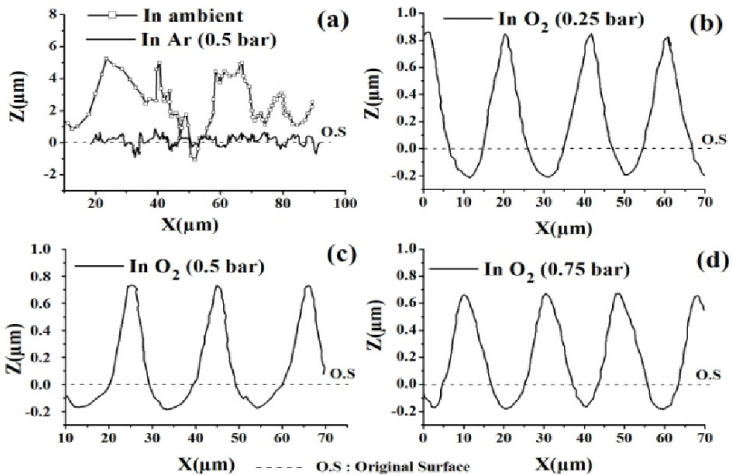 In ambient
In Ar (0.5 bar)
(a)
8
6
4
2
0
-2
Z(µm)
O.S
20 40 60 80 100
X(µm)
In O2 (0.25 bar)
(b)
1.0
0.8
0.6
0.4
0.2
0.0
-0.2
Z(µm)
O.S
0 10 20 30 40 50 60 70
X(µm)
In O2 (0.5 bar)
(c)
1.0
0.8
0.6
0.4
0.2
0.0
-0.2
Z(µm)
O.S
10 20 30 40 50 60 70
X(µm)
In O2 (0.75 bar)
(d)
1.0
0.8
0.6
0.4
0.2
0.0
-0.2
Z(µm)
O.S
0 10 20 30 40 50 60 70
X(µm)
O.S : Original Surface